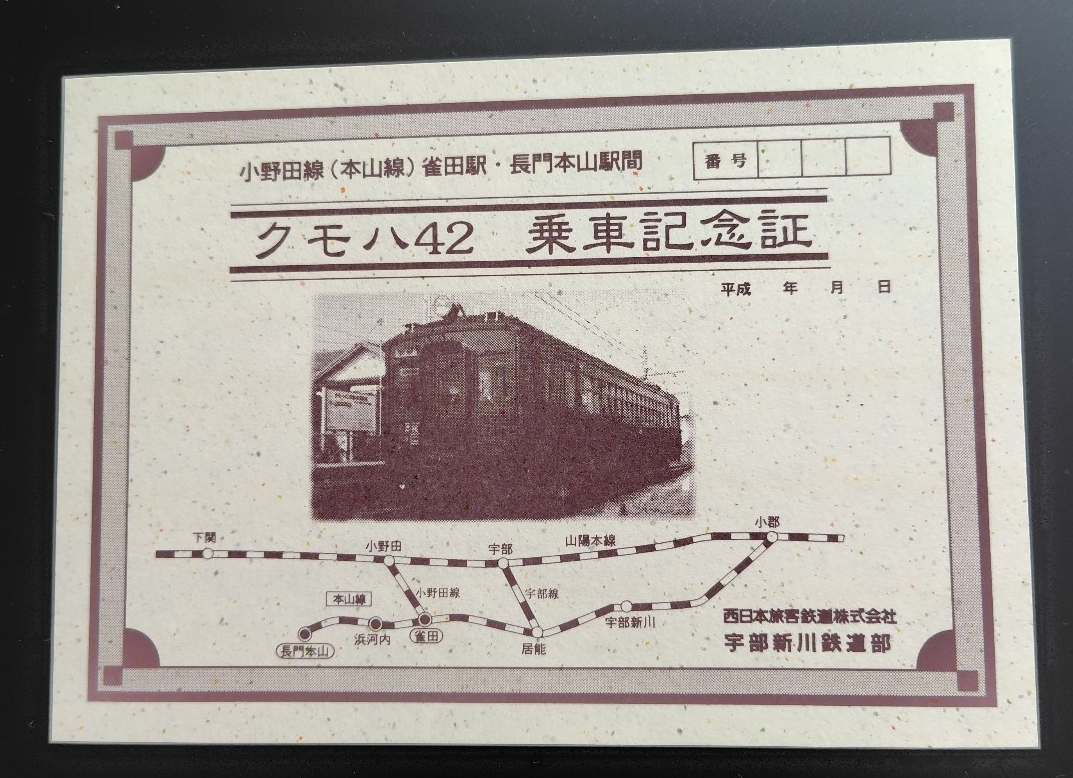 小野田線（本山線）雀田駅・長門本山駅間
番号
クモハ42 乗車記念証
平成 年 月 日
下関
小野田
宇部
山陽本線
小郡
本山線
小野田線
宇部線
長門本山
浜河内
雀田
居能
宇部新川
西日本旅客鉄道株式会社
宇部新川鉄道部